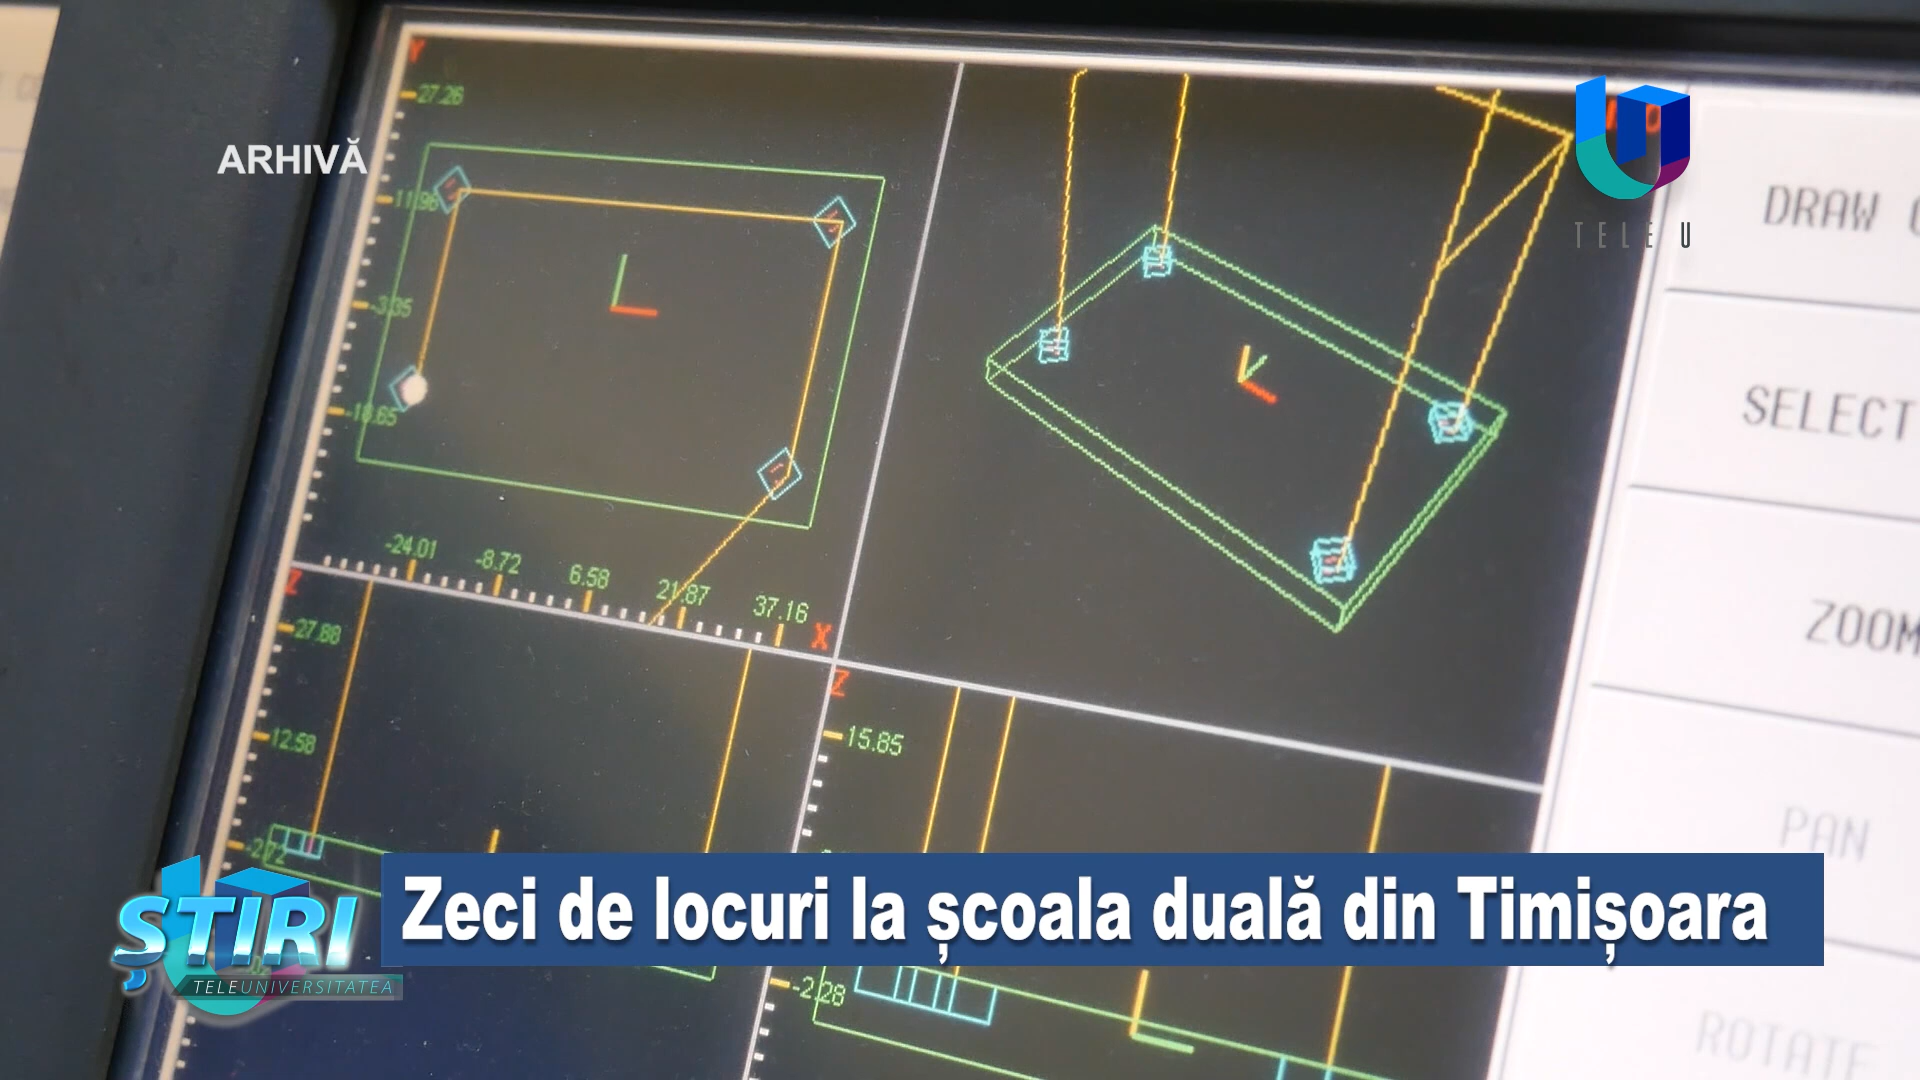 Y
27.26
ARHIVĂ
11.96
-3.35
-18.65
-24.01
-8.72
6.58
21.87
37.16
X
TELE U
DRAW
SELECT
ZOOM
PAN
ROTATE
Z
27.88
12.58
-2.72
Z
15.85
-2.28
ȘTIRI
TELEUNIVERSITATEA
Zeci de locuri la școala duală din Timișoara